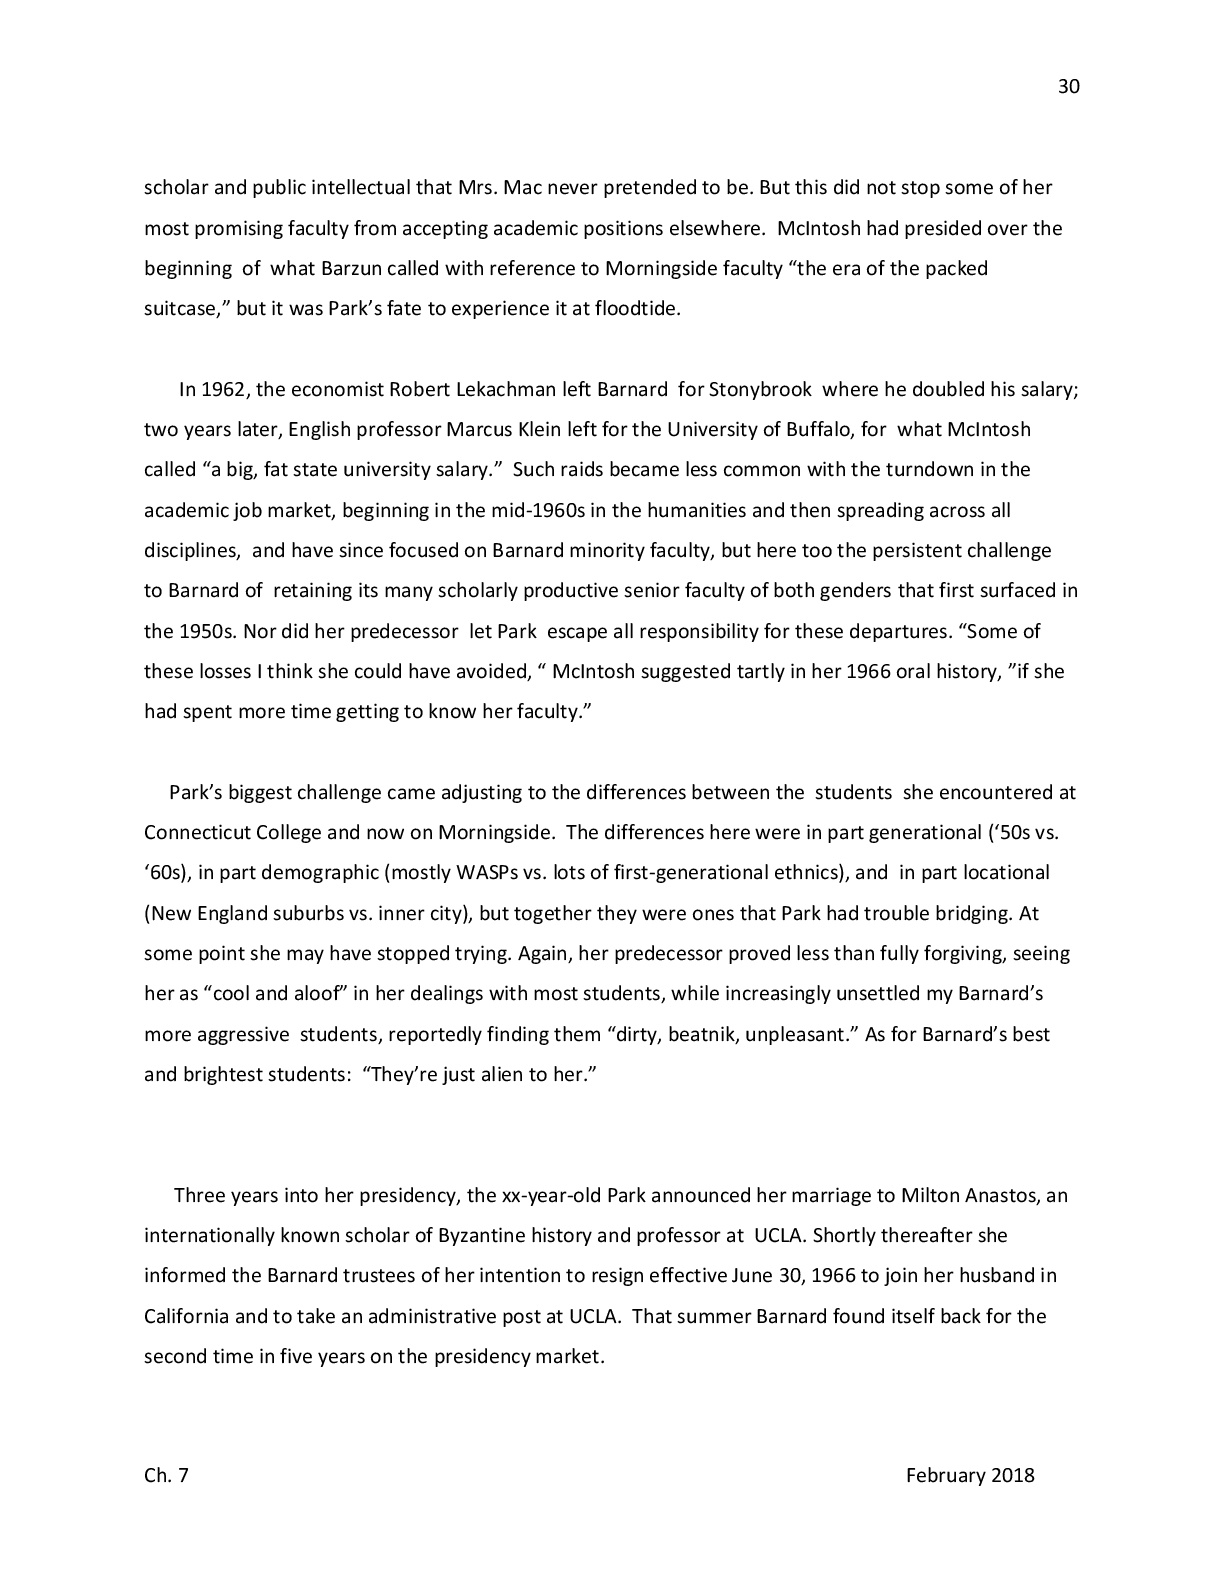 30
scholar and public intellectual that Mrs. Mac never pretended to be. But this did not stop some of her
most promising faculty from accepting academic positions elsewhere.  McIntosh had presided over the
beginning  of  what Barzun called with reference to Morningside faculty “the era of the packed
suitcase,” but it was Park’s fate to experience it at floodtide.
In 1962, the economist Robert Lekachman left Barnard  for Stonybrook  where he doubled his salary;
two years later, English professor Marcus Klein left for the University of Buffalo, for  what McIntosh
called “a big, fat state university salary.”  Such raids became less common with the turndown in the
academic job market, beginning in the mid-1960s in the humanities and then spreading across all
disciplines,  and have since focused on Barnard minority faculty, but here too the persistent challenge
to Barnard of  retaining its many scholarly productive senior faculty of both genders that first surfaced in
the 1950s. Nor did her predecessor  let Park  escape all responsibility for these departures. “Some of
these losses I think she could have avoided, “ McIntosh suggested tartly in her 1966 oral history, ”if she
had spent more time getting to know her faculty.”
Park’s biggest challenge came adjusting to the differences between the  students  she encountered at
Connecticut College and now on Morningside.  The differences here were in part generational (‘50s vs.
‘60s), in part demographic (mostly WASPs vs. lots of first-generational ethnics), and  in part locational
(New England suburbs vs. inner city), but together they were ones that Park had trouble bridging. At
some point she may have stopped trying. Again, her predecessor proved less than fully forgiving, seeing
her as “cool and aloof” in her dealings with most students, while increasingly unsettled my Barnard’s
more aggressive  students, reportedly finding them “dirty, beatnik, unpleasant.” As for Barnard’s best
and brightest students:  “They’re just alien to her.”
Three years into her presidency, the xx-year-old Park announced her marriage to Milton Anastos, an
internationally known scholar of Byzantine history and professor at  UCLA. Shortly thereafter she
informed the Barnard trustees of her intention to resign effective June 30, 1966 to join her husband in
California and to take an administrative post at UCLA.  That summer Barnard found itself back for the
second time in five years on the presidency market.
Ch. 7 February 2018